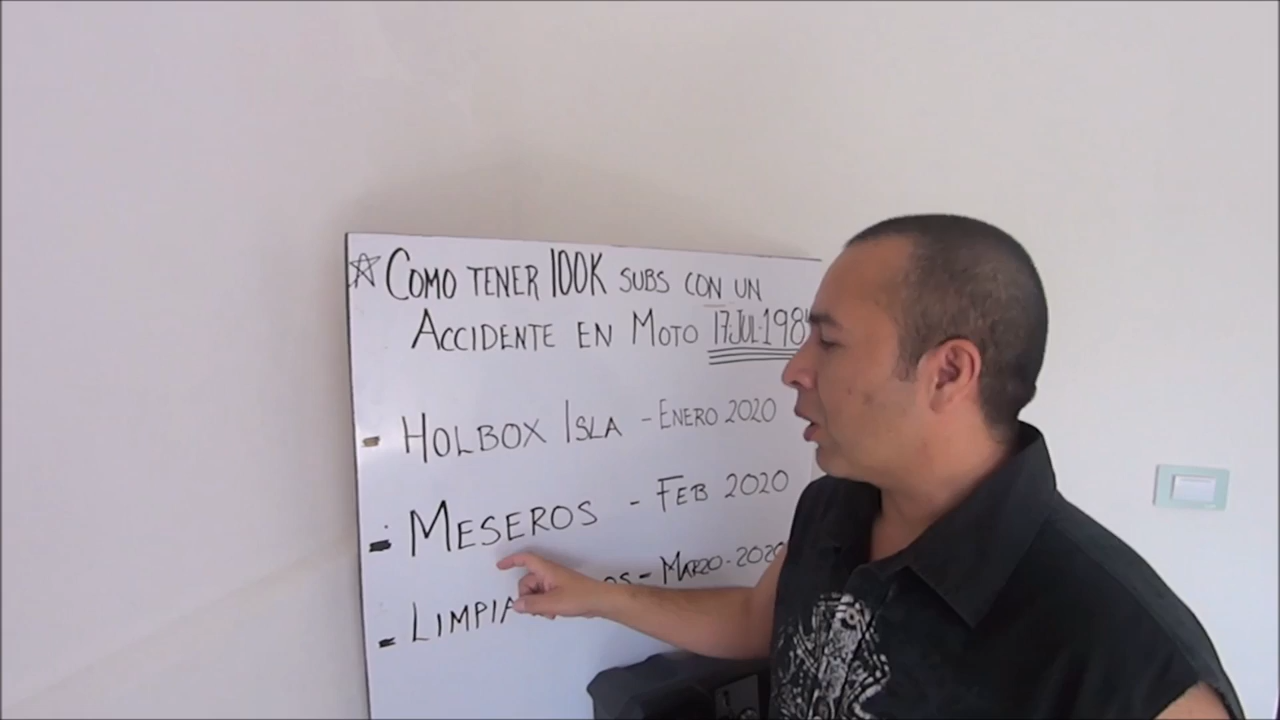 ☆ COMO TENER 100K SUBS CON UN
ACCIDENTE EN MOTO 17 JUL-198
- HOLBOX ISLA - ENERO 2020
- MESEROS - FEB 2020
- - MARZO - 2020